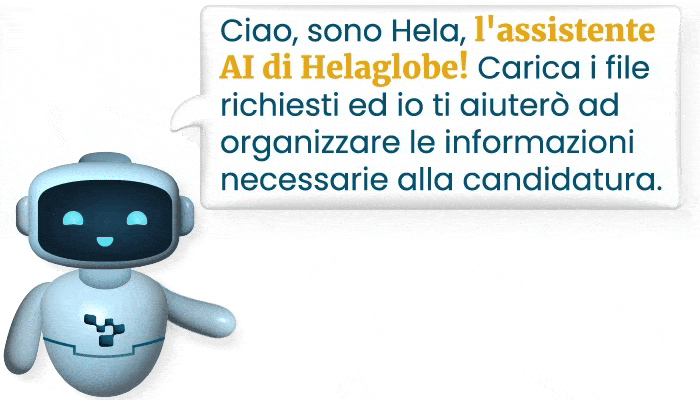 Ciao, sono Hela, l'assistente
AI di Helaglobe! Carica i file
richiesti ed io ti aiuterò ad
organizzare le informazioni
necessarie alla candidatura.